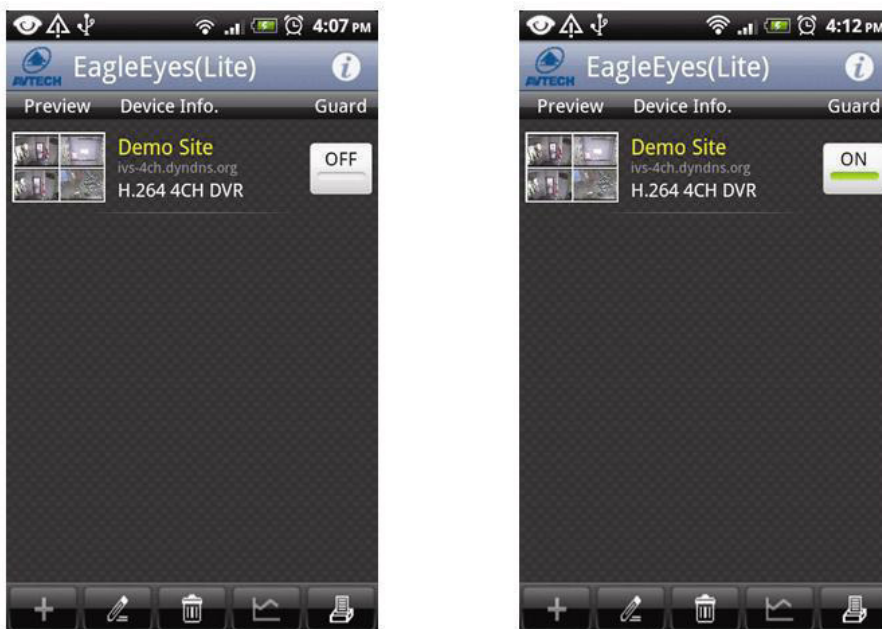 4:07 PM
AVTECH EagleEyes(Lite) i
Preview Device Info. Guard
Demo Site
ivs-4ch.dyndns.org
H.264 4CH DVR
OFF
4:12 PM
AVTECH EagleEyes(Lite) i
Preview Device Info. Guard
Demo Site
ivs-4ch.dyndns.org
H.264 4CH DVR
ON